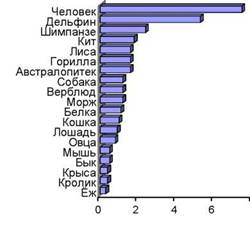 Человек
Дельфин
Шимпанзе
Кит
Лиса
Горилла
Австралопитек
Собака
Верблюд
Морж
Белка
Кошка
Лошадь
Овца
Мышь
Бык
Крыса
Кролик
Еж
0 2 4 6